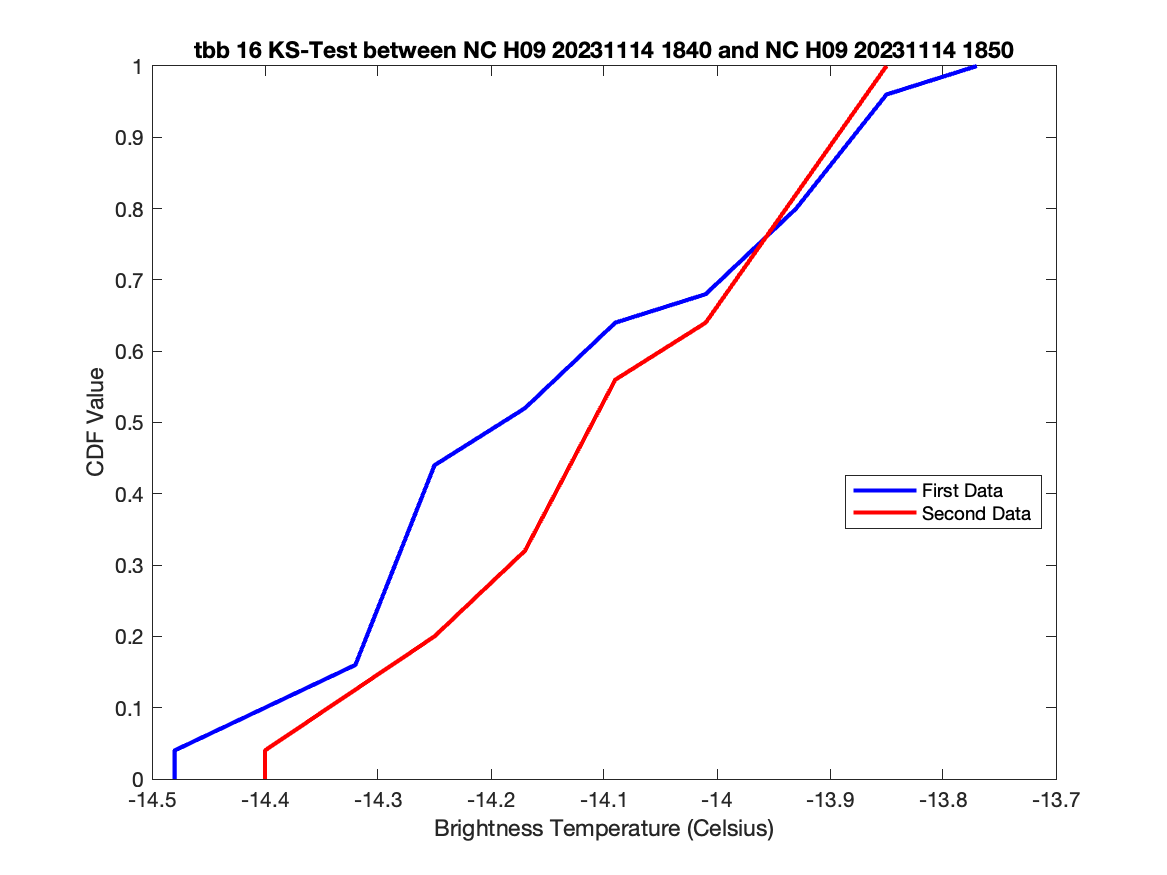 tbb 16 KS-Test between NC H09 20231114 1840 and NC H09 20231114 1850
1
0.9
0.8
0.7
0.6
0.5
0.4
0.3
0.2
0.1
0
CDF Value
First Data
Second Data
-14.5 -14.4 -14.3 -14.2 -14.1 -14 -13.9 -13.8 -13.7
Brightness Temperature (Celsius)